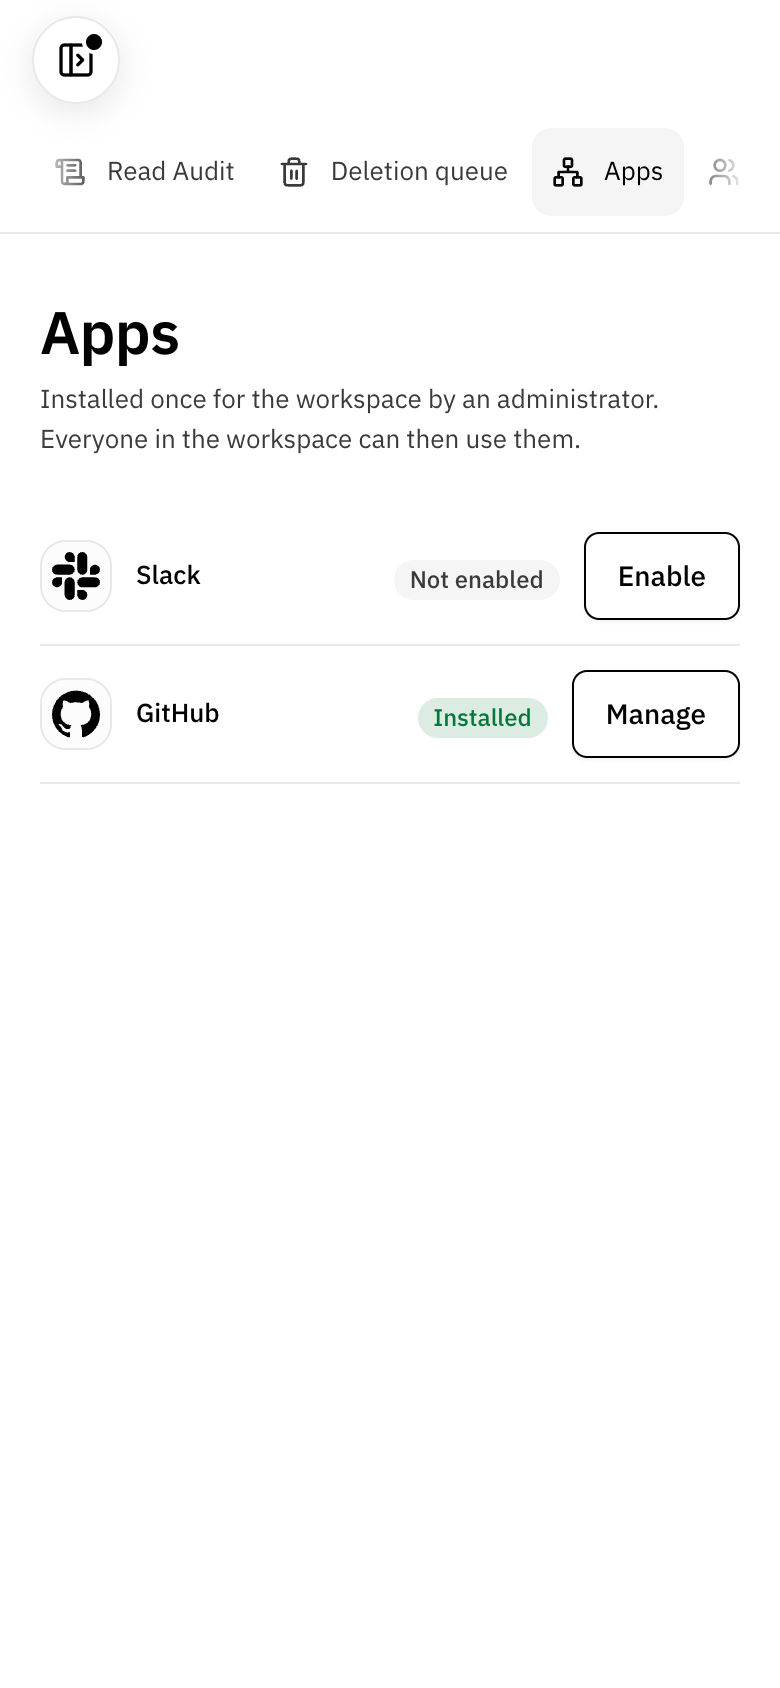 Read Audit
Deletion queue
Apps
Apps
Installed once for the workspace by an administrator.
Everyone in the workspace can then use them.
Slack
Not enabled
Enable
GitHub
Installed
Manage